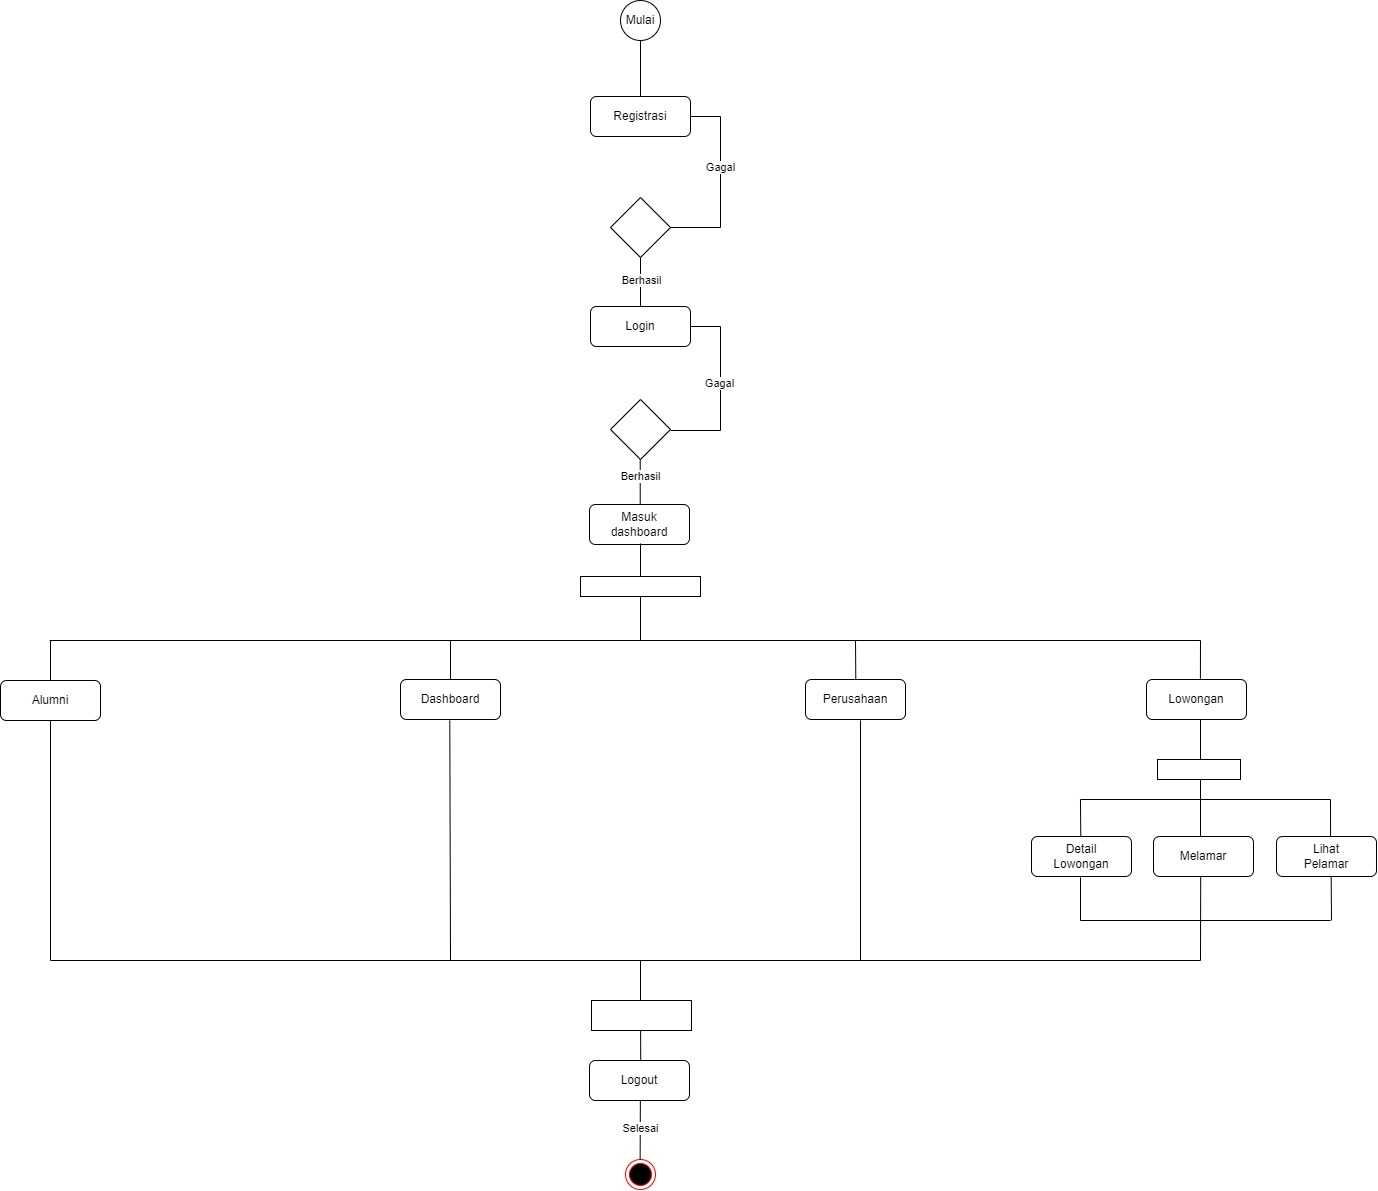 Mulai
Registrasi
Gagal
Berhasil
Login
Gagal
Berhasil
Masuk
dashboard
Alumni
Dashboard
Perusahaan
Lowongan
Detail
Lowongan
Melamar
Lihat
Pelamar
Logout
Selesai